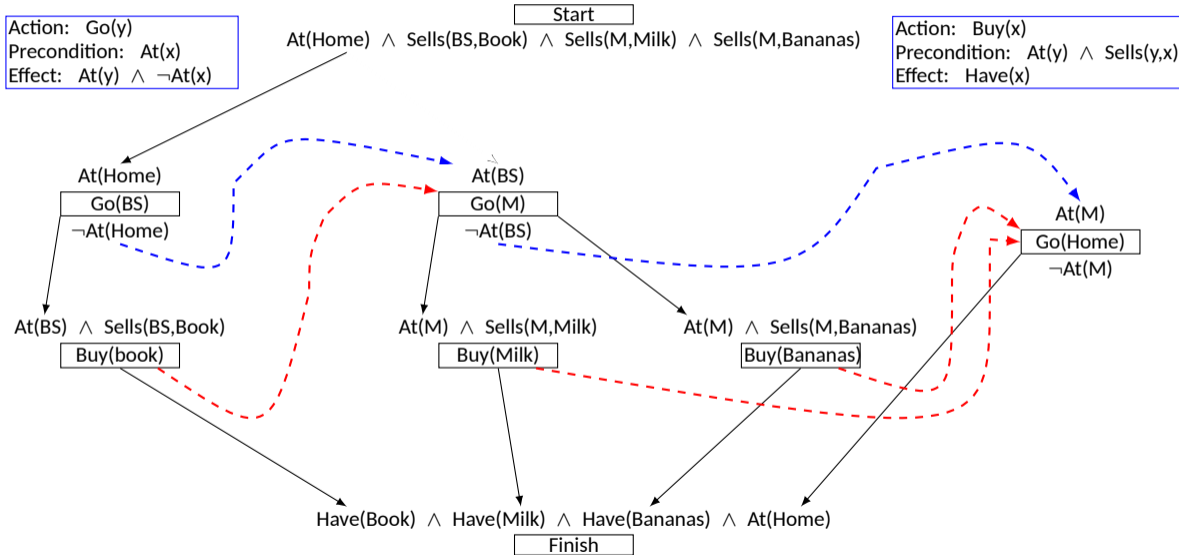 Start
Action: Go(y)
Precondition: At(x)
Effect: At(y) ∧ ¬At(x)
At(Home) ∧ Sells(BS,Book) ∧ Sells(M,Milk) ∧ Sells(M,Bananas)
Action: Buy(x)
Precondition: At(y) ∧ Sells(y,x)
Effect: Have(x)
At(Home)
Go(BS)
¬At(Home)
At(BS)
Go(M)
¬At(BS)
At(M)
Go(Home)
¬At(M)
At(BS) ∧ Sells(BS,Book)
Buy(book)
At(M) ∧ Sells(M,Milk)
Buy(Milk)
At(M) ∧ Sells(M,Bananas)
Buy(Bananas)
Have(Book) ∧ Have(Milk) ∧ Have(Bananas) ∧ At(Home)
Finish